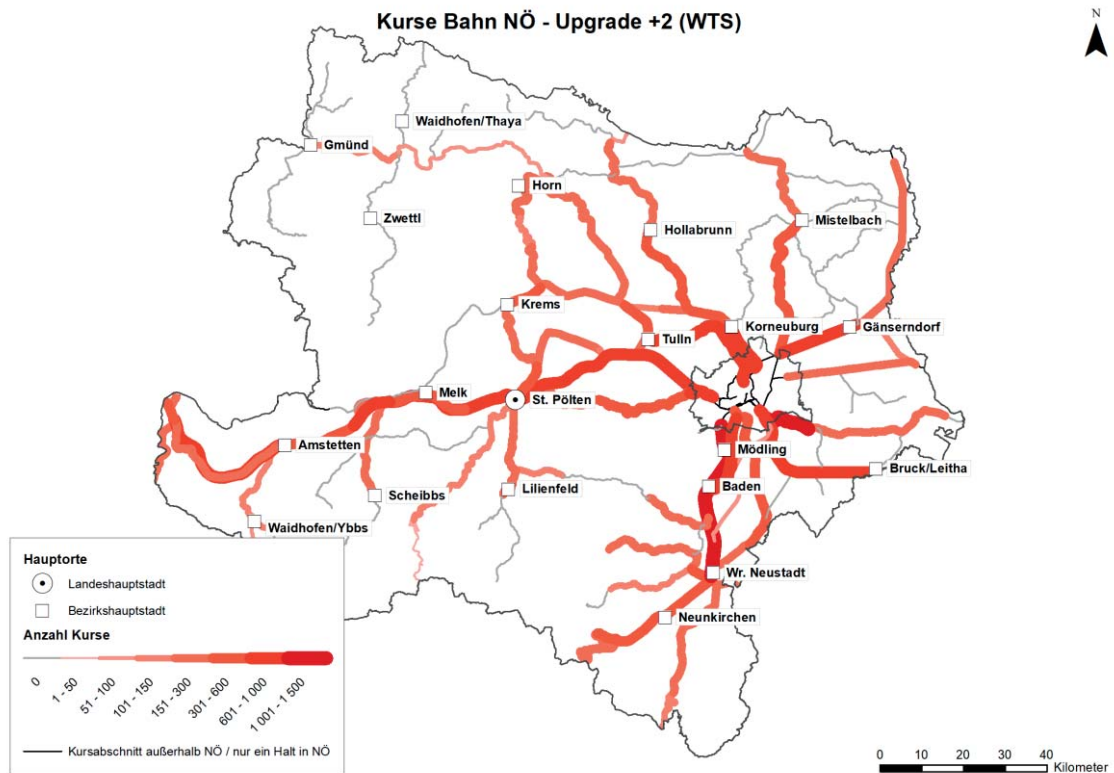 Kurse Bahn NÖ - Upgrade +2 (WTS)
N
Waidhofen/Thaya
Gmünd
Horn
Zwettl
Mistelbach
Hollabrunn
Krems
Korneuburg
Gänserndorf
Tulln
Melk
St. Pölten
Amstetten
Mödling
Bruck/Leitha
Baden
Scheibbs
Lilienfeld
Waidhofen/Ybbs
Wr. Neustadt
Neunkirchen
Hauptorte
Landeshauptstadt
Bezirkshauptstadt
Anzahl Kurse
0
1 - 50
51 - 100
101 - 150
151 - 300
301 - 600
601 - 1 000
1 001 - 1 500
Kursabschnitt außerhalb NÖ / nur ein Halt in NÖ
0 10 20 30 40
Kilometer